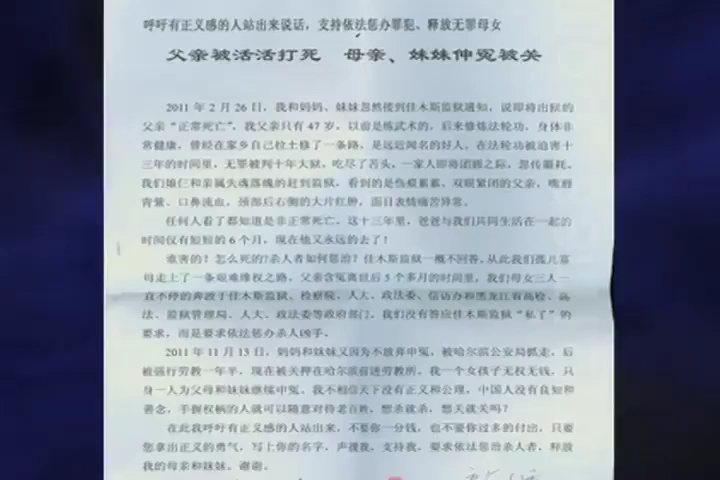 呼吁有正义感的人站出来说话，支持依法惩办罪犯、释放无罪母女
父亲被活活打死　母亲、妹妹伸冤被关
2011 年 2 月 26 日，我和妈妈、妹妹忽然接到佳木斯监狱通知，说即将出狱的
父亲“正常死亡”，我父亲只有 47 岁，以前是练武术的，后来修炼法轮功，身体非
常健康，曾经在家乡自己拉土修了一条路，是远近闻名的好人。在法轮功被迫害十
三年的时间里，无罪被判十年大狱，吃尽了苦头，一家人即将团圆之际，忽传噩耗。
我们娘仨和亲属失魂落魄的赶到监狱，看到的是伤痕累累，双眼紧闭的父亲，嘴唇
青紫、口鼻流血，颈部后右侧的大片红肿，面目表情痛苦异常。
任何人看了都知道是非正常死亡。这十三年里，爸爸与我们共同生活在一起的
时间仅有短短的 6 个月，现在他又永远的去了！
谁害的？怎么死的？杀人者如何惩治？佳木斯监狱一概不回答。从此我们孤儿寡
母走上了一条艰难维权之路。父亲含冤离世后 5 个多月的时间里，我们母女三人一
直不停的奔波于佳木斯监狱、检察院、人大、政法委、信访办和黑龙江省高检、高
法、监狱管理局、人大、政法委等政府部门。我们没有答应佳木斯监狱“私了”的
要求，而是要求依法惩办杀人凶手。
2011 年 11 月 13 日，妈妈和妹妹又因为不放弃申冤，被哈尔滨公安局抓走，后
被强行劳教一年半，现在被关押在哈尔滨前进劳教所。我一个女孩子无权无钱，只
身一人为父母和妹妹继续申冤。我不相信天下没有正义和公理，中国人没有良知和
善念，手握权柄的人就可以随意对待老百姓，想杀就杀，想关就关吗？
在此我呼吁有正义感的人站出来，不要你一分钱，也不要你过多的付出，只要
您拿出正义的勇气，写上你的名字，声援我，支持我，要求依法惩治杀人者，释放
我的母亲和妹妹。谢谢。